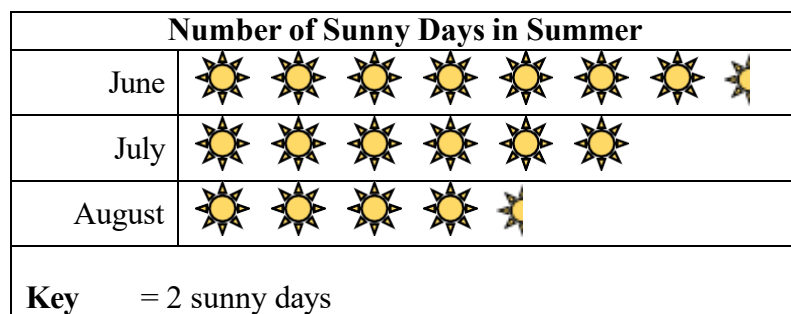 Number of Sunny Days in Summer
June
July
August
Key = 2 sunny days